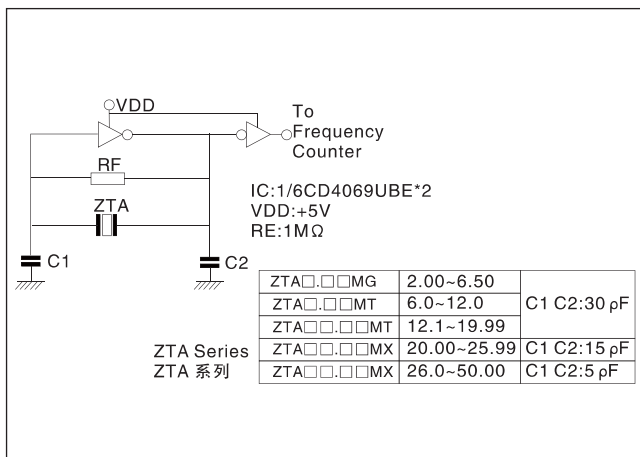 VDD
To
Frequency
Counter
RF
ZTA
C1
C2
IC:1/6CD4069UBE*2
VDD:+5V
RE:1MΩ
ZTA□.□□MG 2.00~6.50 C1 C2:30 ρF
ZTA□.□□MT 6.0~12.0
ZTA□□.□□MT 12.1~19.99
ZTA□□.□□MX 20.00~25.99 C1 C2:15 ρF
ZTA□□.□□MX 26.0~50.00 C1 C2:5 ρF
ZTA Series
ZTA 系列